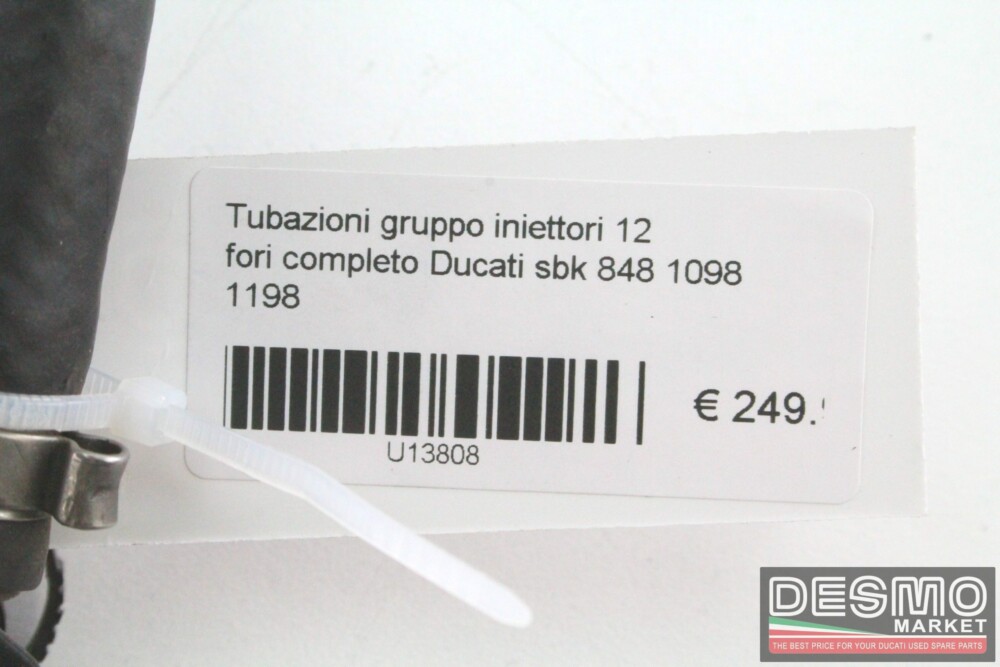 Tubazioni gruppo iniettori 12
fori completo Ducati sbk 848 1098
1198
€ 249.
U13808
DESMO
MARKET
THE BEST PRICE FOR YOUR DUCATI USED SPARE PARTS